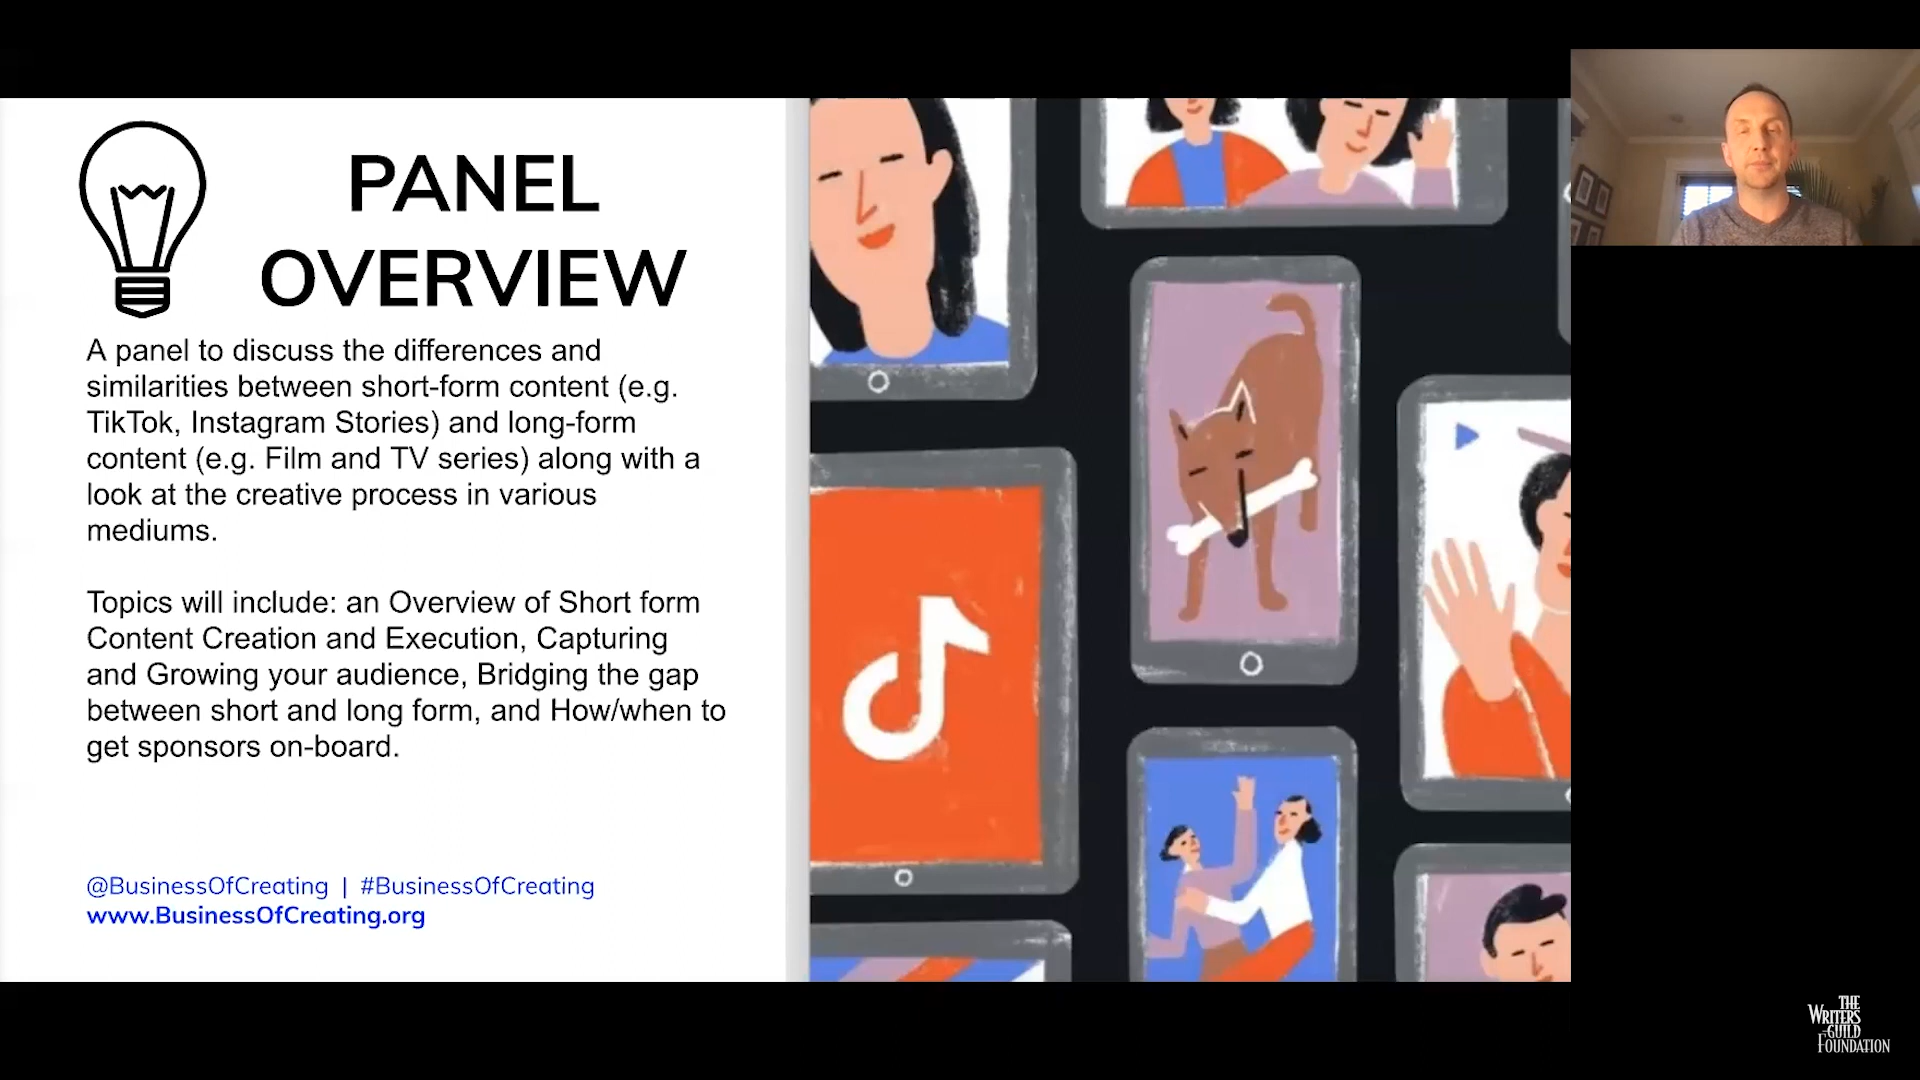 PANEL
OVERVIEW
A panel to discuss the differences and
similarities between short-form content (e.g.
TikTok, Instagram Stories) and long-form
content (e.g. Film and TV series) along with a
look at the creative process in various
mediums.
Topics will include: an Overview of Short form
Content Creation and Execution, Capturing
and Growing your audience, Bridging the gap
between short and long form, and How/when to
get sponsors on-board.
@BusinessOfCreating | #BusinessOfCreating
www.BusinessOfCreating.org
THE
WRITERS
GUILD
FOUNDATION